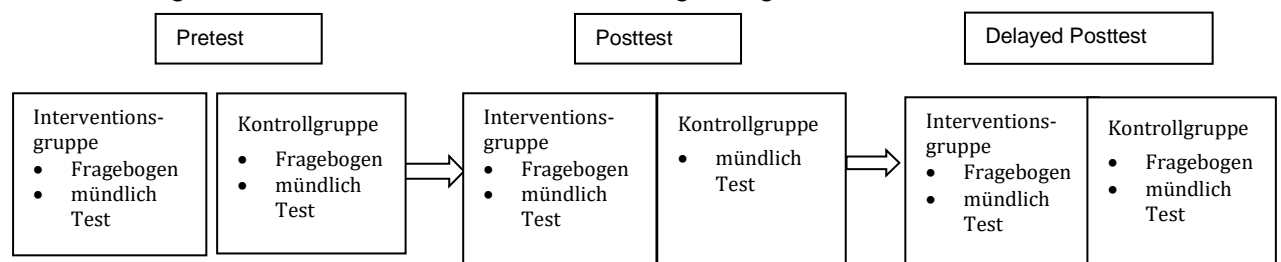 Pretest
Posttest
Delayed Posttest
Interventions-
gruppe
• Fragebogen
• mündlich
Test
Kontrollgruppe
• Fragebogen
• mündlich
Test
Interventions-
gruppe
• Fragebogen
• mündlich
Test
Kontrollgruppe
• mündlich
Test
Interventions-
gruppe
• Fragebogen
• mündlich
Test
Kontrollgruppe
• Fragebogen
• mündlich
Test